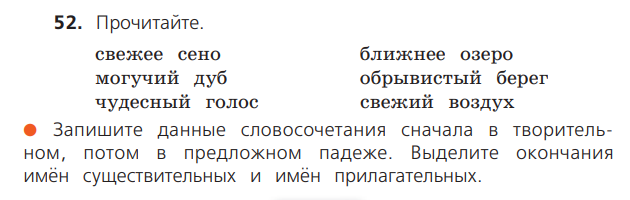 52. Прочитайте.
свежее сено ближнее озеро
могучий дуб обрывистый берег
чудесный голос свежий воздух
Запишите данные словосочетания сначала в творитель-
ном, потом в предложном падеже. Выделите окончания
имён существительных и имён прилагательных.